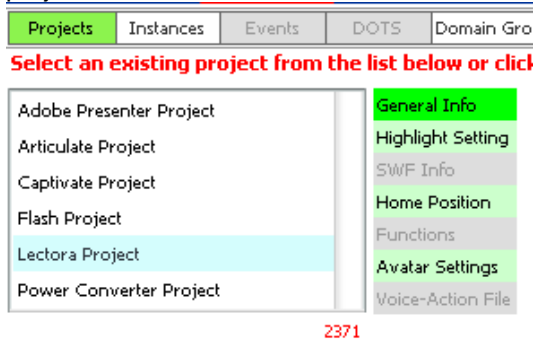 Projects Instances Events DOTS Domain Gro
Select an existing project from the list below or clic
Adobe Presenter Project
Articulate Project
Captivate Project
Flash Project
Lectora Project
Power Converter Project
General Info
Highlight Setting
SWF Info
Home Position
Functions
Avatar Settings
Voice-Action File
2371